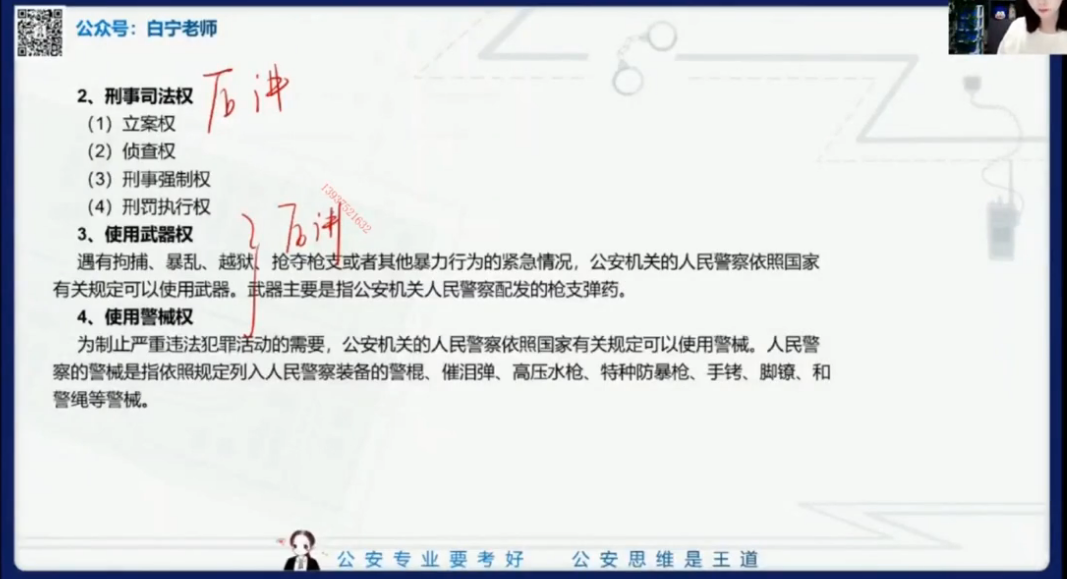 公众号：白宁老师
2、刑事司法权 后讲
（1）立案权
（2）侦查权
（3）刑事强制权
（4）刑罚执行权
13937521632
3、使用武器权 后讲
遇有拘捕、暴乱、越狱、抢夺枪支或者其他暴力行为的紧急情况，公安机关的人民警察依照国家
有关规定可以使用武器。武器主要是指公安机关人民警察配发的枪支弹药。
4、使用警械权
为制止严重违法犯罪活动的需要，公安机关的人民警察依照国家有关规定可以使用警械。人民警
察的警械是指依照规定列入人民警察装备的警棍、催泪弹、高压水枪、特种防暴枪、手铐、脚镣、和
警绳等警械。
公安专业要考好 公安思维是王道